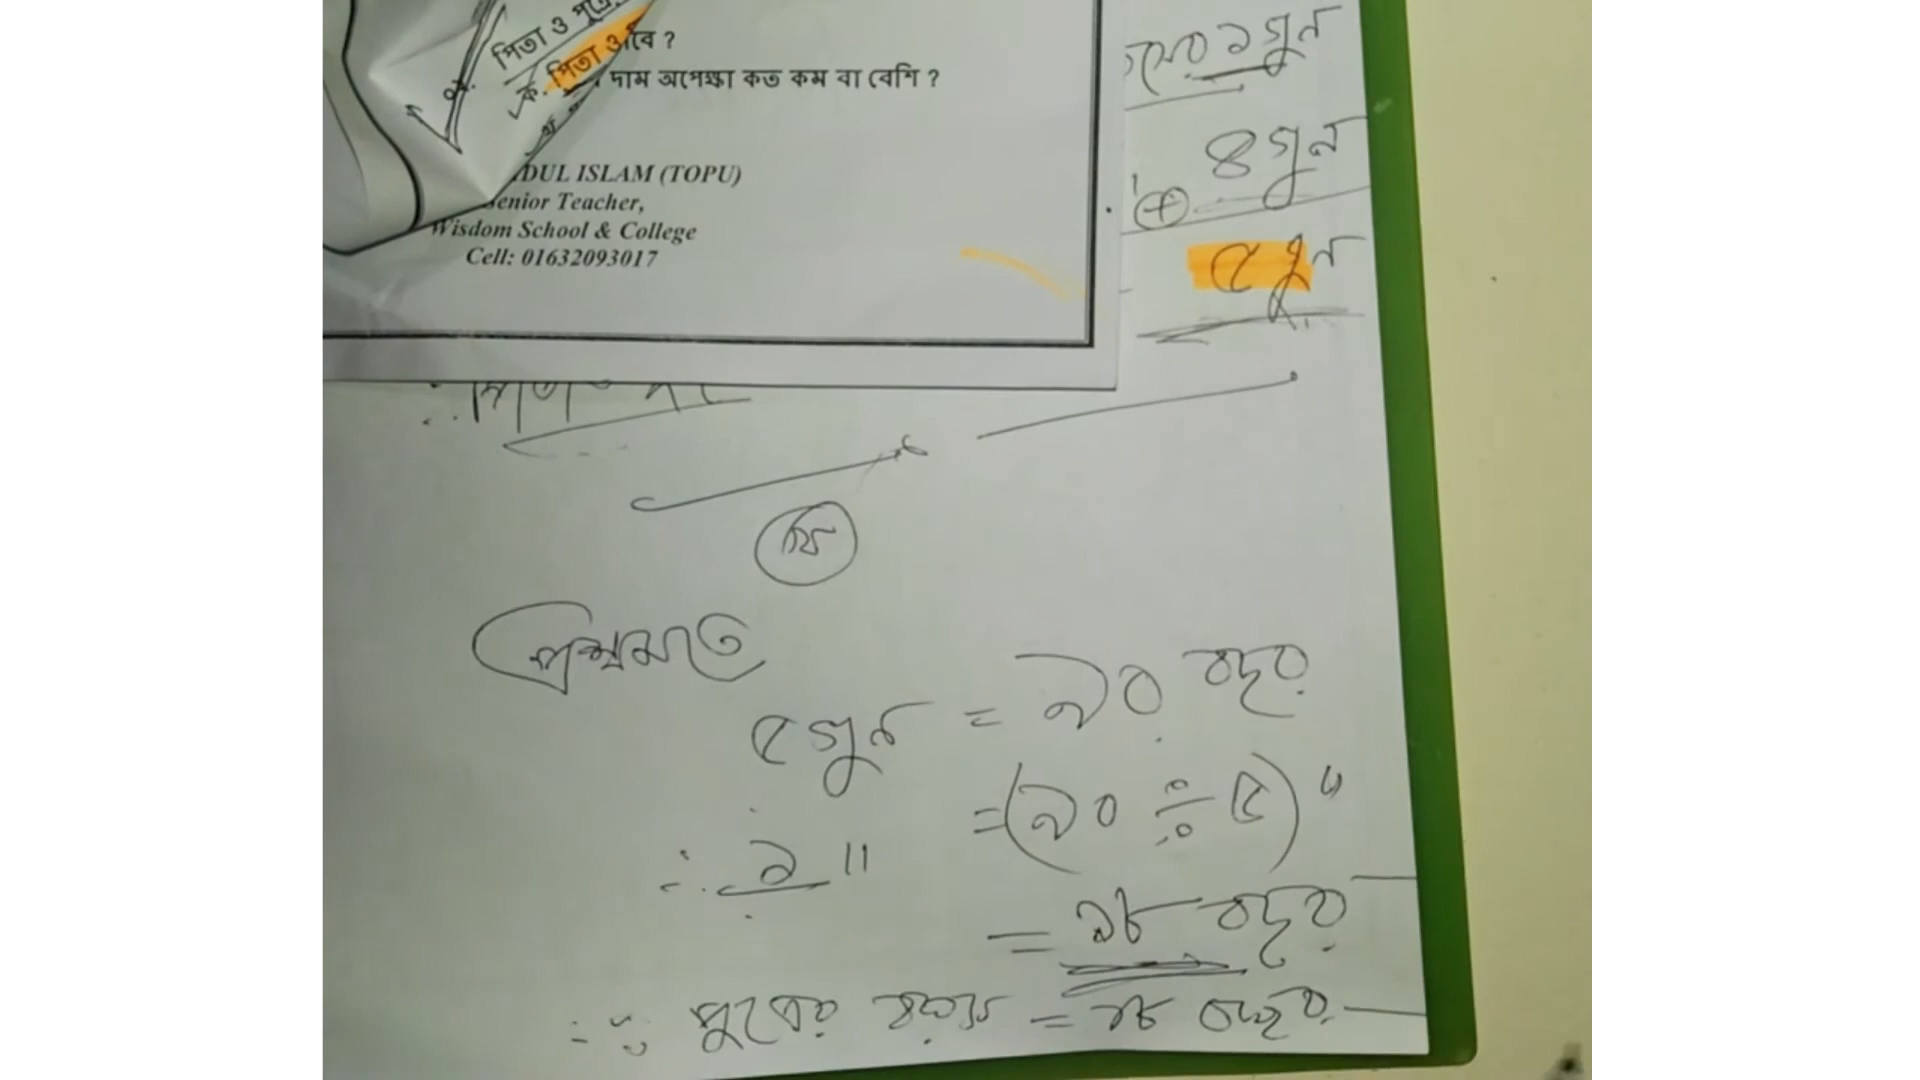 পিতা ও
ক. পিতা ও
বে ?
দাম অপেক্ষা কত কম বা বেশি ?
DUL ISLAM (TOPU)
Senior Teacher,
Wisdom School & College
Cell: 01632093017
১ গুন
৪ গুন
(+)
৫ গুন
খ
প্রশ্নমতে
৫ গুন = ৯০ বছর
∴ ১ " = (৯০ ÷ ৫) "
= ১৮ বছর
∴ পুত্রের বয়স = ১৮ বছর